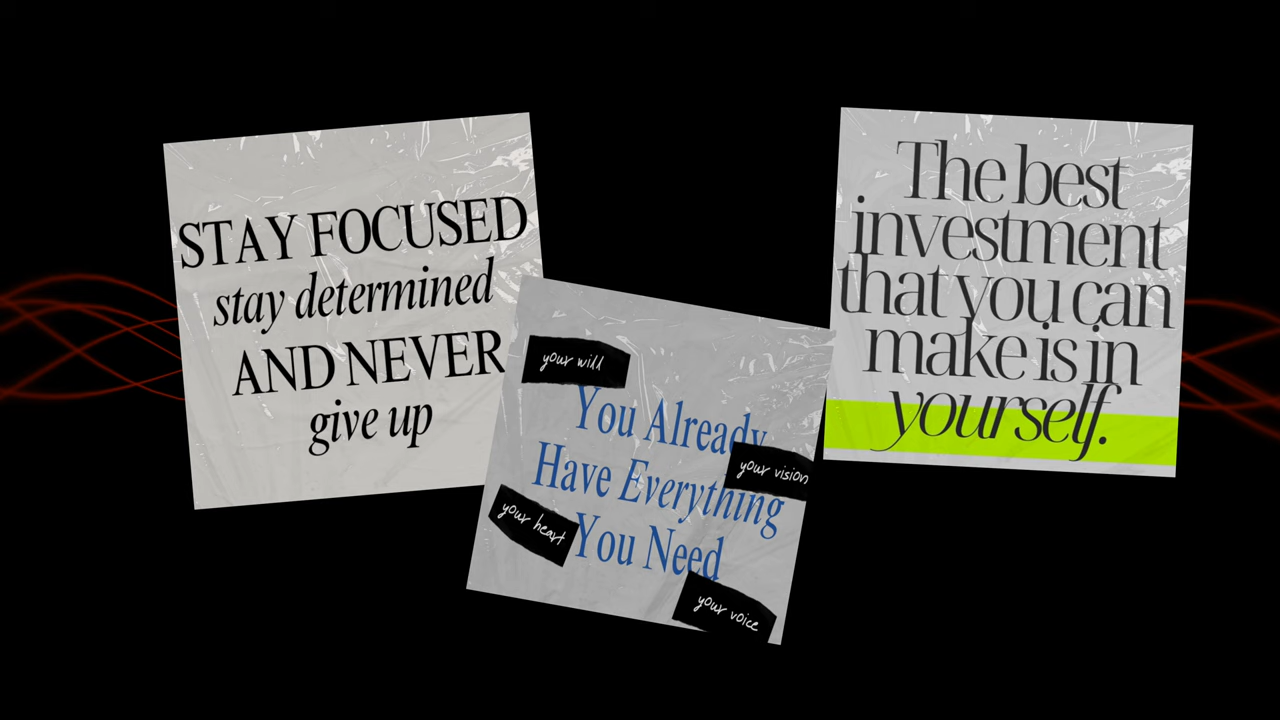 STAY FOCUSED
stay determined
AND NEVER
give up
your will
You Already
your vision
Have Everything
your heart
You Need
your voice
The best
investment
that you can
make is in
yourself.